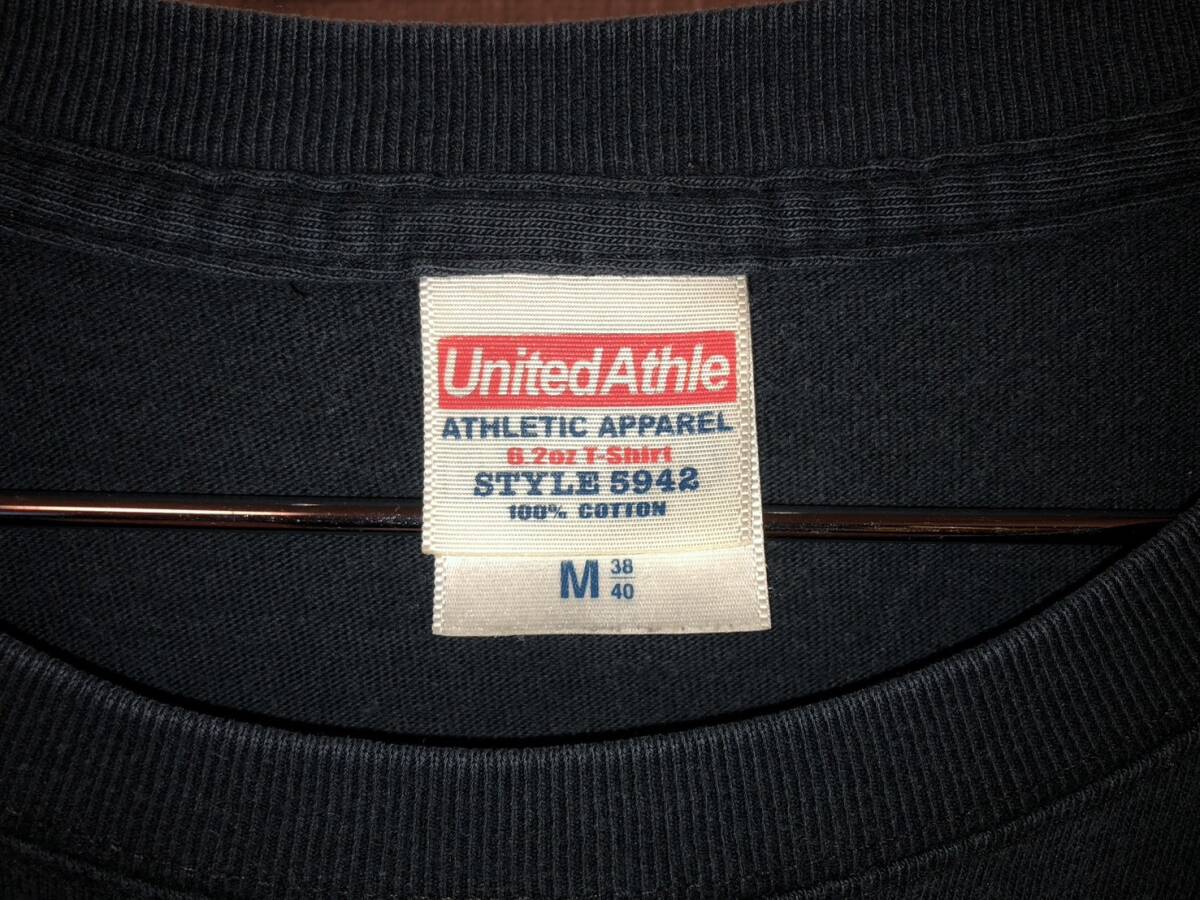 UnitedAthle
ATHLETIC APPAREL
6.2oz T-Shirt
STYLE 5942
100% COTTON
M 38/40